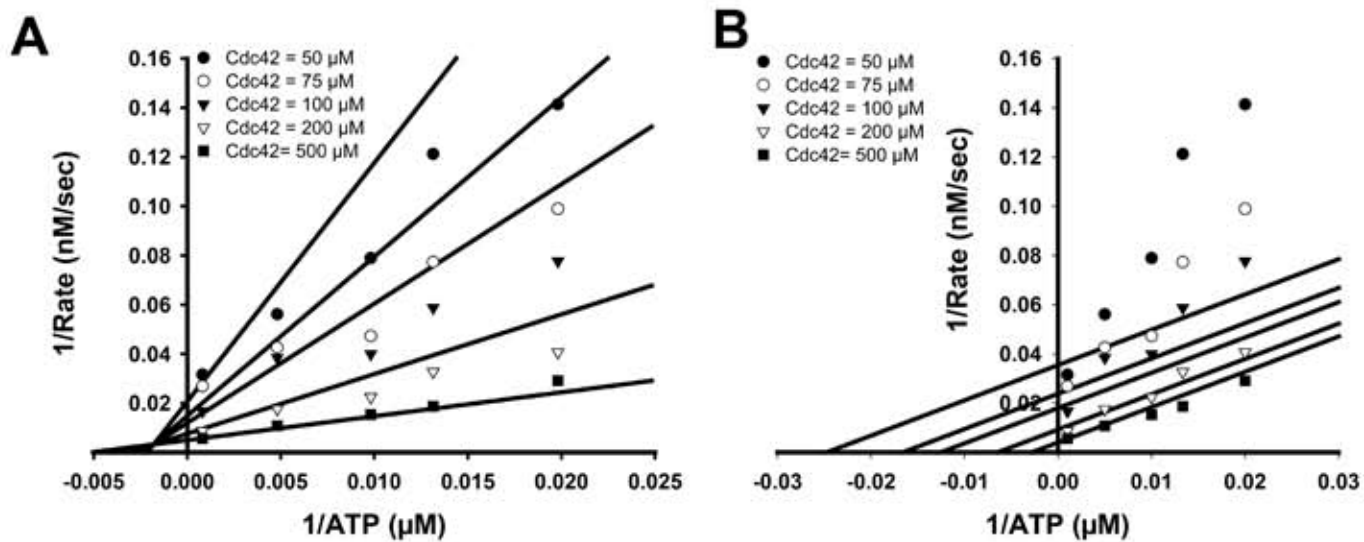 A
Cdc42 = 50 µM
Cdc42 = 75 µM
Cdc42 = 100 µM
Cdc42 = 200 µM
Cdc42= 500 µM
0.16
0.14
0.12
0.10
0.08
0.06
0.04
0.02
1/Rate (nM/sec)
-0.005
0.000
0.005
0.010
0.015
0.020
0.025
1/ATP (µM)
B
Cdc42 = 50 µM
Cdc42 = 75 µM
Cdc42 = 100 µM
Cdc42 = 200 µM
Cdc42= 500 µM
0.16
0.14
0.12
0.10
0.08
0.06
0.04
0.02
1/Rate (nM/sec)
-0.03
-0.02
-0.01
0.00
0.01
0.02
0.03
1/ATP (µM)